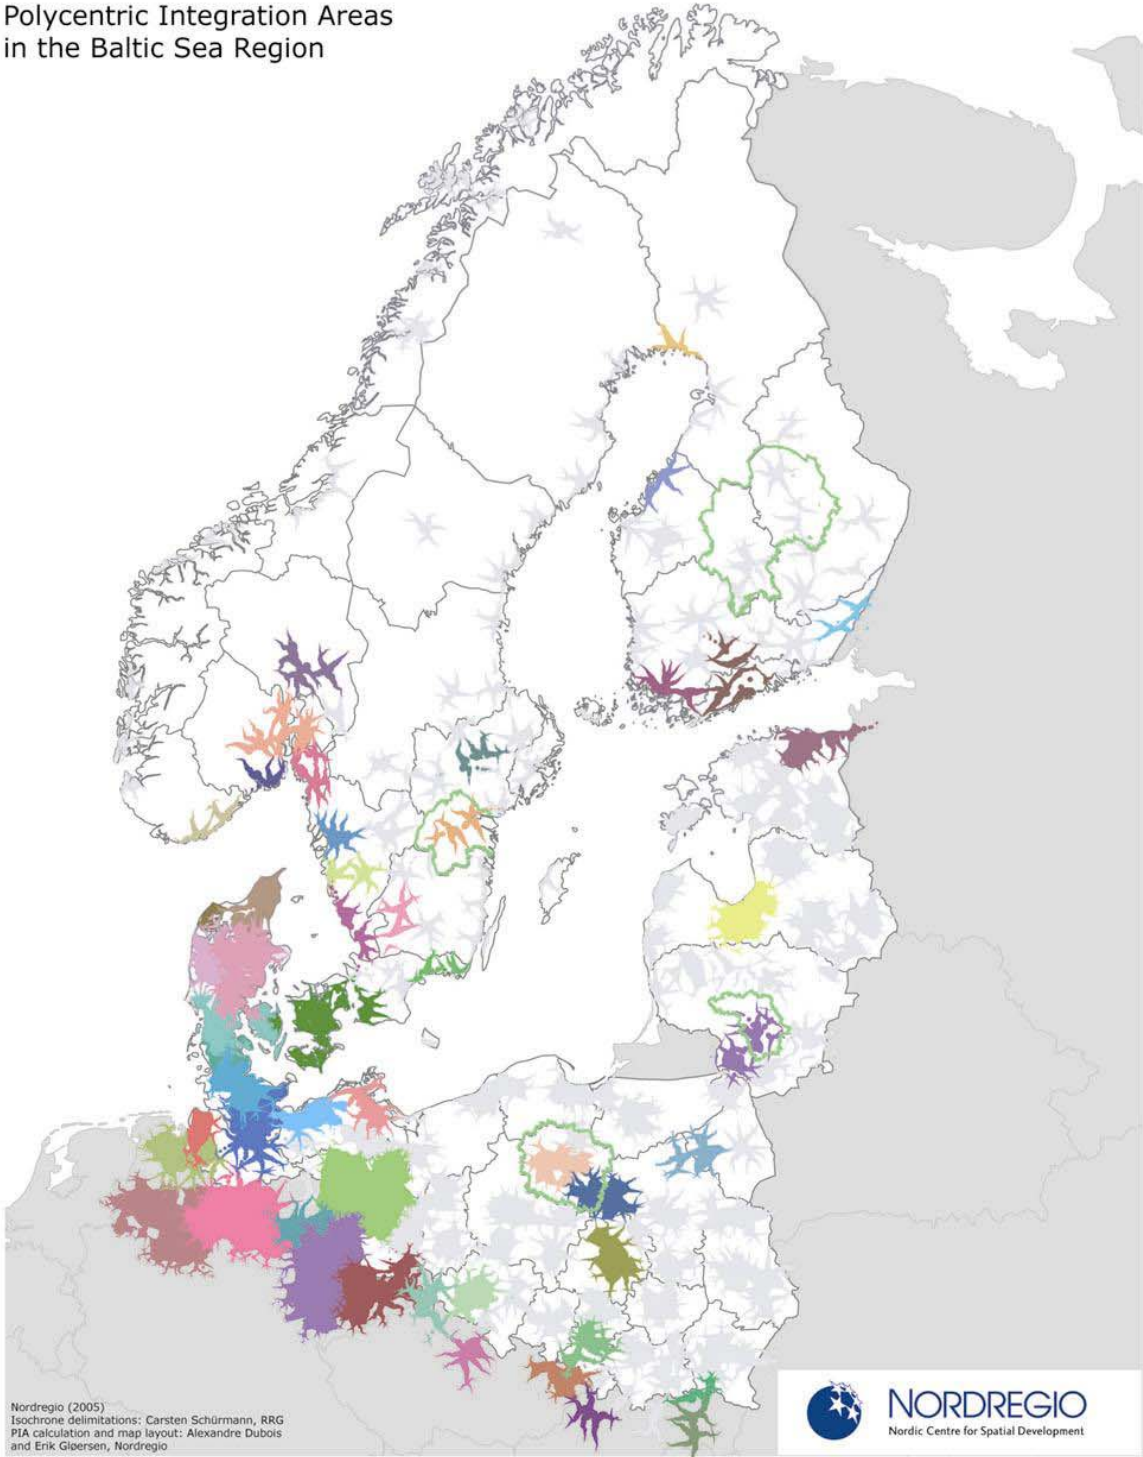 Polycentric Integration Areas
in the Baltic Sea Region
Nordregio (2005)
Isochrone delimitations: Carsten Schürmann, RRG
PIA calculation and map layout: Alexandre Dubois
and Erik Gløersen, Nordregio
NORDREGIO
Nordic Centre for Spatial Development